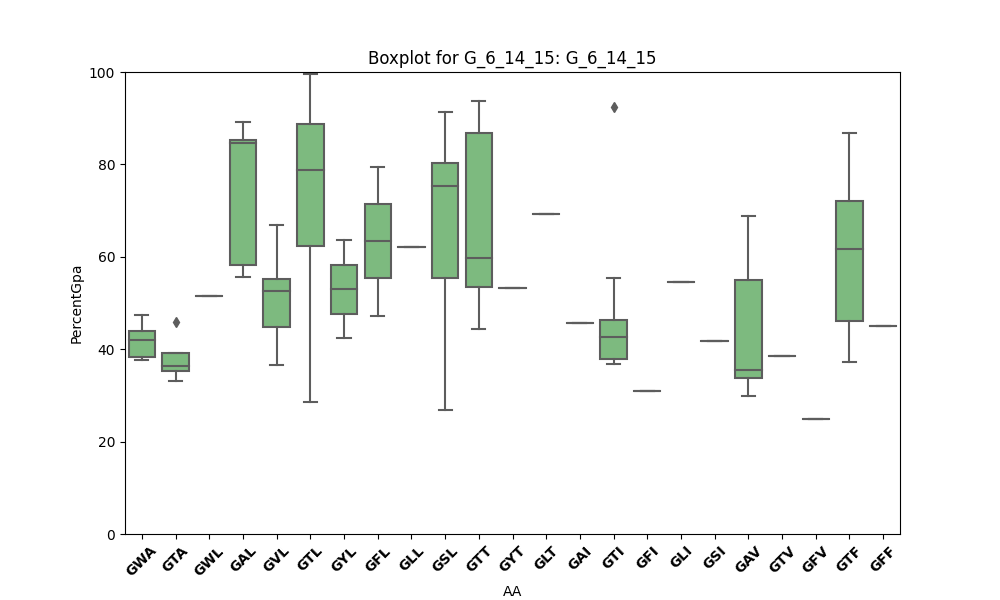 Boxplot for G_6_14_15: G_6_14_15
100
80
60
40
20
0
PercentGpa
GWA GTA GWL GAL GVL GTL GYL GFL GLL GSL GTT GYT GLT GAI GTI GFI GLI GSI GAV GTV GFV GTF GFF
AA